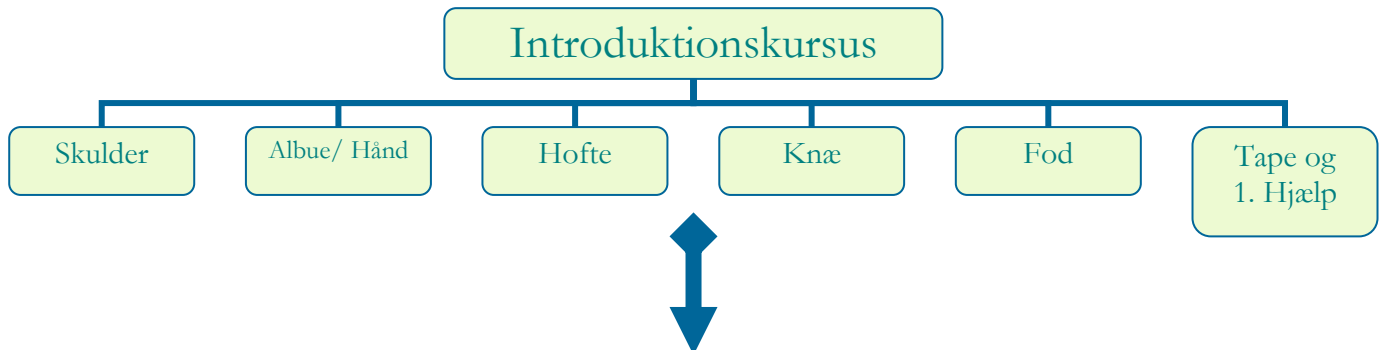 Introduktionskursus
Skulder
Albue/ Hånd
Hofte
Knæ
Fod
Tape og
1. Hjælp